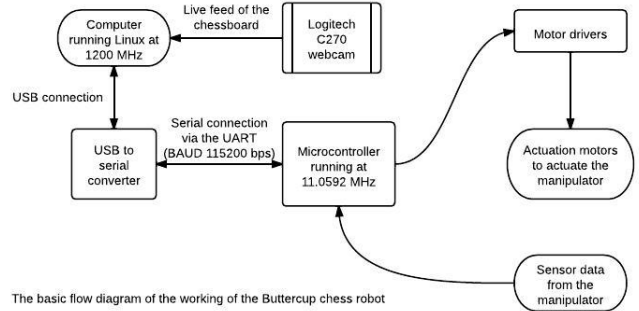 Live feed of the
chessboard
Computer
running Linux at
1200 MHz
Logitech
C270
webcam
Motor drivers
USB connection
Serial connection
via the UART
(BAUD 115200 bps)
USB to
serial
converter
Microcontroller
running at
11.0592 MHz
Actuation motors
to actuate the
manipulator
Sensor data
from the
manipulator
The basic flow diagram of the working of the Buttercup chess robot